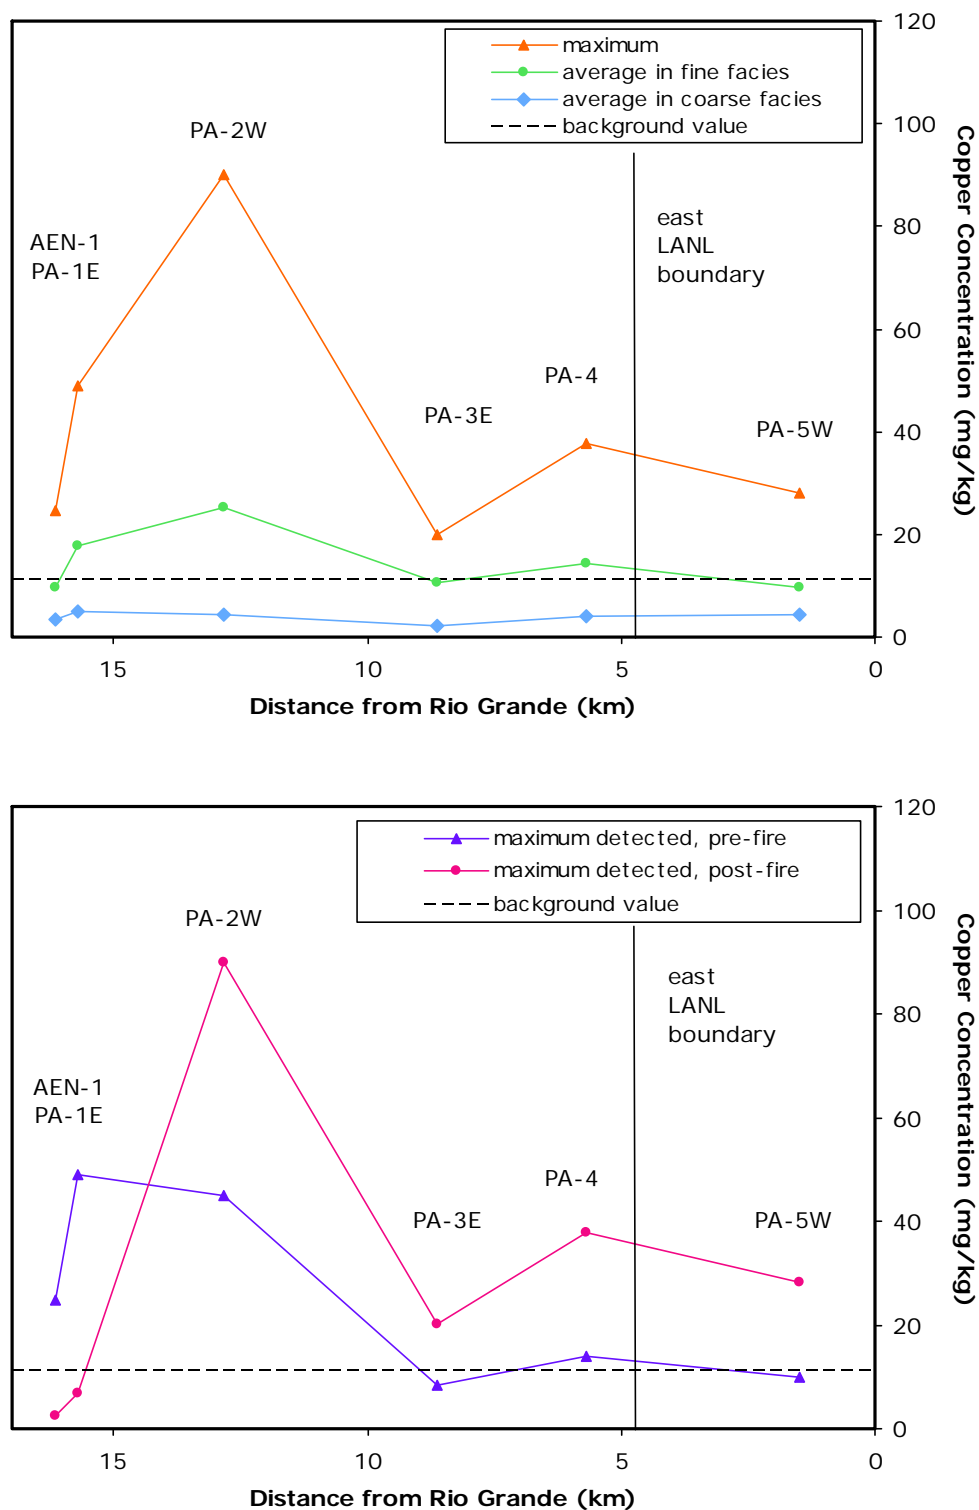 120
maximum
average in fine facies
average in coarse facies
background value
100
PA-2W
80
east
LANL
boundary
AEN-1
PA-1E
60
PA-4
PA-3E
40
PA-5W
20
0
Copper Concentration (mg/kg)
15
10
5
0
Distance from Rio Grande (km)
120
maximum detected, pre-fire
maximum detected, post-fire
background value
100
PA-2W
east
LANL
boundary
80
AEN-1
PA-1E
60
PA-4
PA-3E
PA-5W
40
20
0
Copper Concentration (mg/kg)
15
10
5
0
Distance from Rio Grande (km)